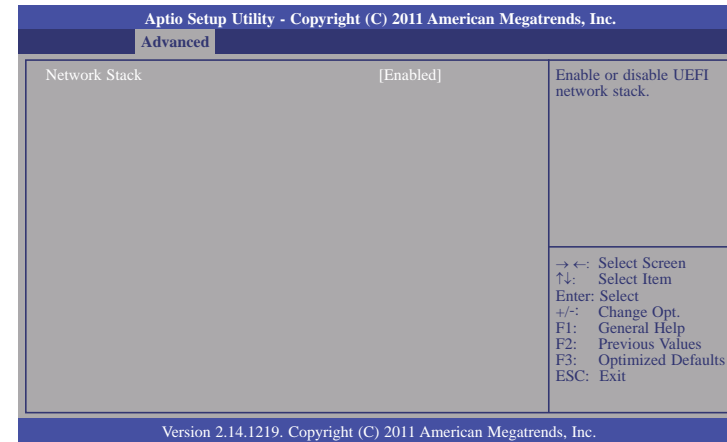 Aptio Setup Utility - Copyright (C) 2011 American Megatrends, Inc.
Advanced
Network Stack [Enabled]
Enable or disable UEFI
network stack.
→ ←: Select Screen
↑↓: Select Item
Enter: Select
+/-: Change Opt.
F1: General Help
F2: Previous Values
F3: Optimized Defaults
ESC: Exit
Version 2.14.1219. Copyright (C) 2011 American Megatrends, Inc.